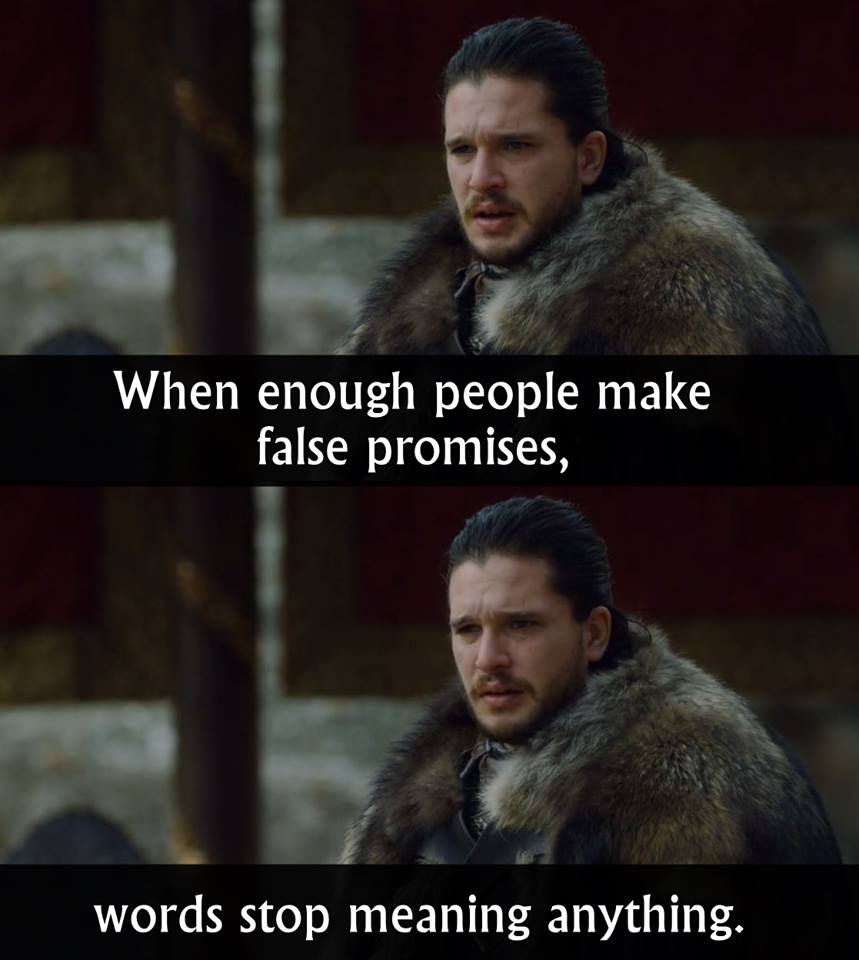 When enough people make
false promises,
words stop meaning anything.